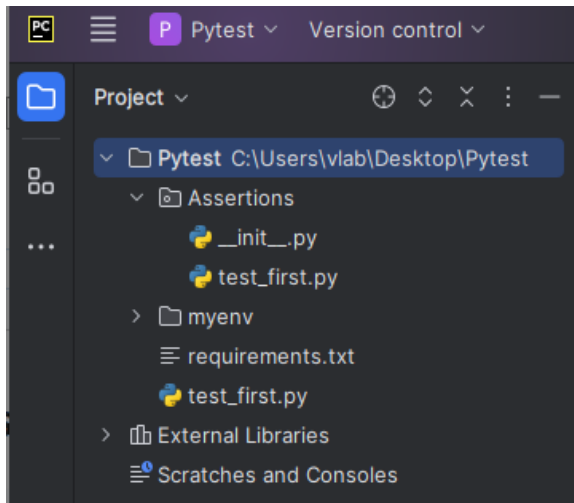 PC P Pytest Version control
Project
Pytest C:\Users\vlab\Desktop\Pytest
Assertions
__init__.py
test_first.py
myenv
requirements.txt
test_first.py
External Libraries
Scratches and Consoles